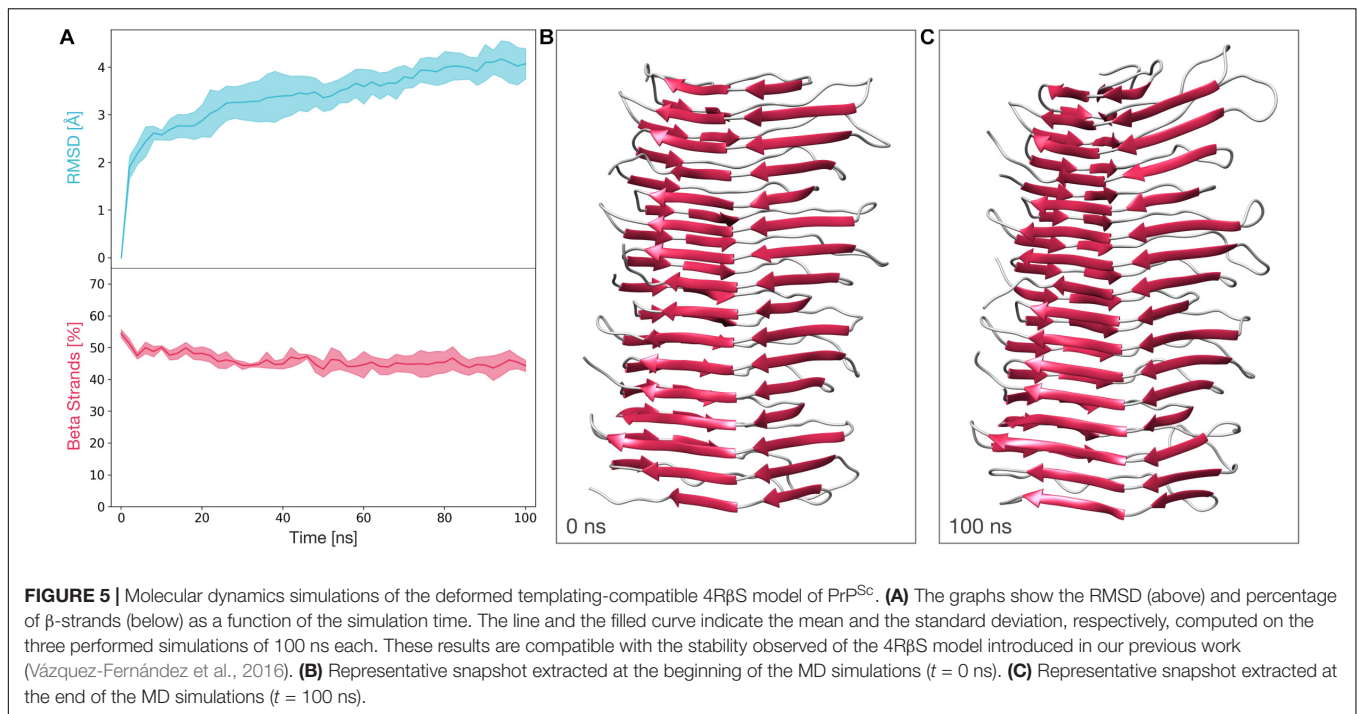 A
B
C
RMSD [Å]
4
3
2
1
0
Beta Strands [%]
70
60
50
40
30
20
10
0
0 20 40 60 80 100
Time [ns]
0 ns
100 ns
FIGURE 5 | Molecular dynamics simulations of the deformed templating-compatible 4RβS model of PrPSc. (A) The graphs show the RMSD (above) and percentage
of β-strands (below) as a function of the simulation time. The line and the filled curve indicate the mean and the standard deviation, respectively, computed on the
three performed simulations of 100 ns each. These results are compatible with the stability observed of the 4RβS model introduced in our previous work
(Vázquez-Fernández et al., 2016). (B) Representative snapshot extracted at the beginning of the MD simulations (t = 0 ns). (C) Representative snapshot extracted at
the end of the MD simulations (t = 100 ns).